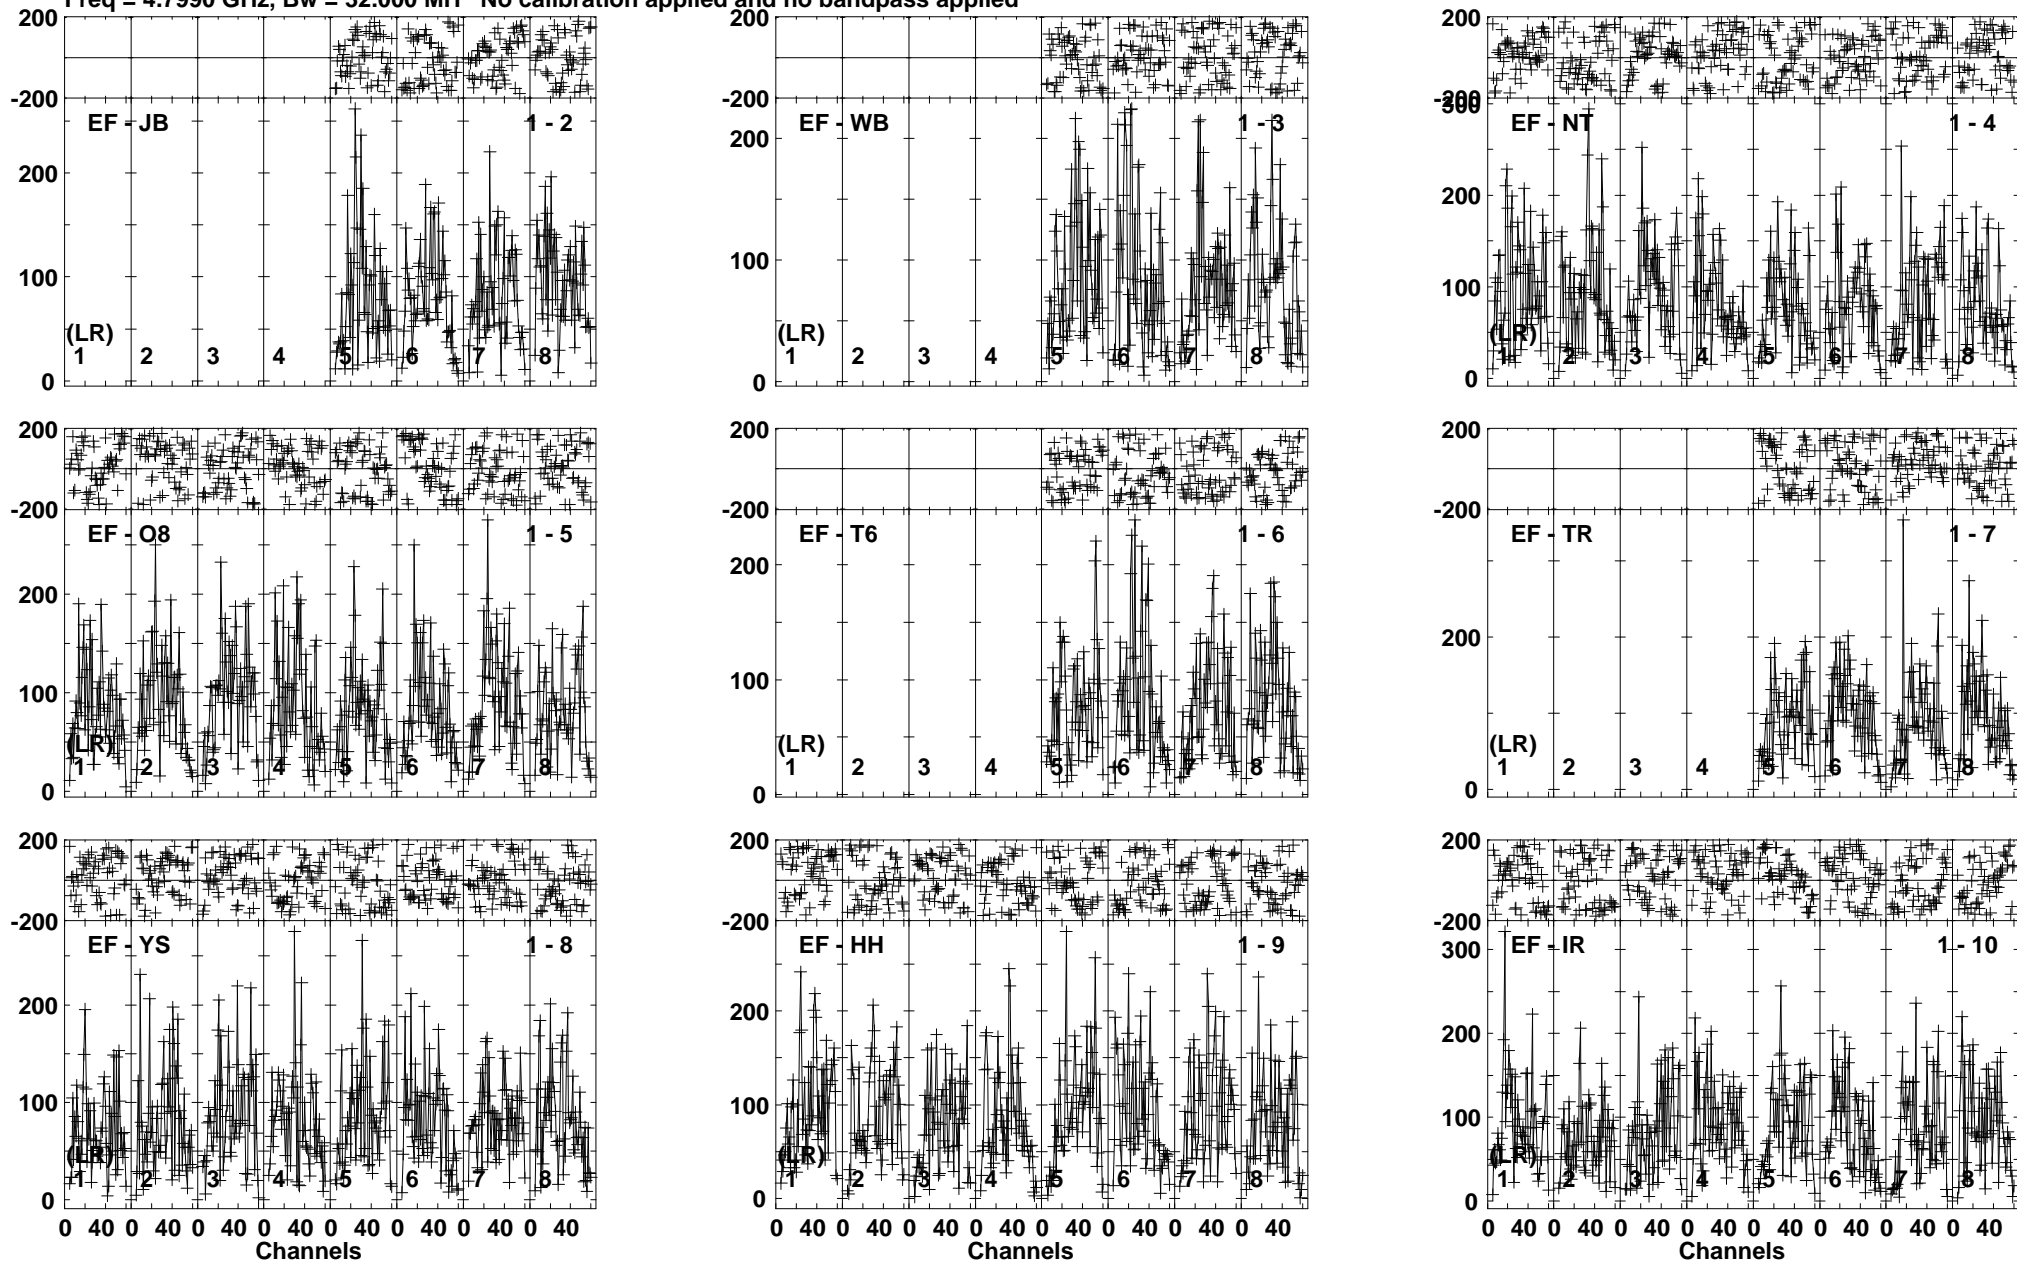 Freq = 4.7990 GHz, Bw = 32.000 MH No calibration applied and no bandpass applied
200 200 200
-200 -200 -200
300
EF - JB 1 - 2 EF - WB 1 - 3 EF - NT 1 - 4
200 200 200
100 100 100
(LR) (LR) (LR)
1 2 3 4 5 6 7 8 1 2 3 4 5 6 7 8 1 2 3 4 5 6 7 8
0 0 0
200 200 200
-200 -200 -200
EF - O8 1 - 5 EF - T6 1 - 6 EF - TR 1 - 7
200 200 200
100 100
(LR) (LR) (LR)
1 2 3 4 5 6 7 8 1 2 3 4 5 6 7 8 1 2 3 4 5 6 7 8
0 0 0
200 200 200
-200 -200 -200
EF - YS 1 - 8 EF - HH 1 - 9 EF - IR 1 - 10
300
200 200 200
100 100 100
(LR) (LR) (LR)
1 2 3 4 5 6 7 8 1 2 3 4 5 6 7 8 1 2 3 4 5 6 7 8
0 0 0
0 40 0 40 0 40 0 40 0 40 0 40 0 40 0 40 0 40 0 40 0 40 0 40 0 40 0 40 0 40 0 40 0 40 0 40 0 40 0 40 0 40 0 40 0 40 0 40
Channels Channels Channels